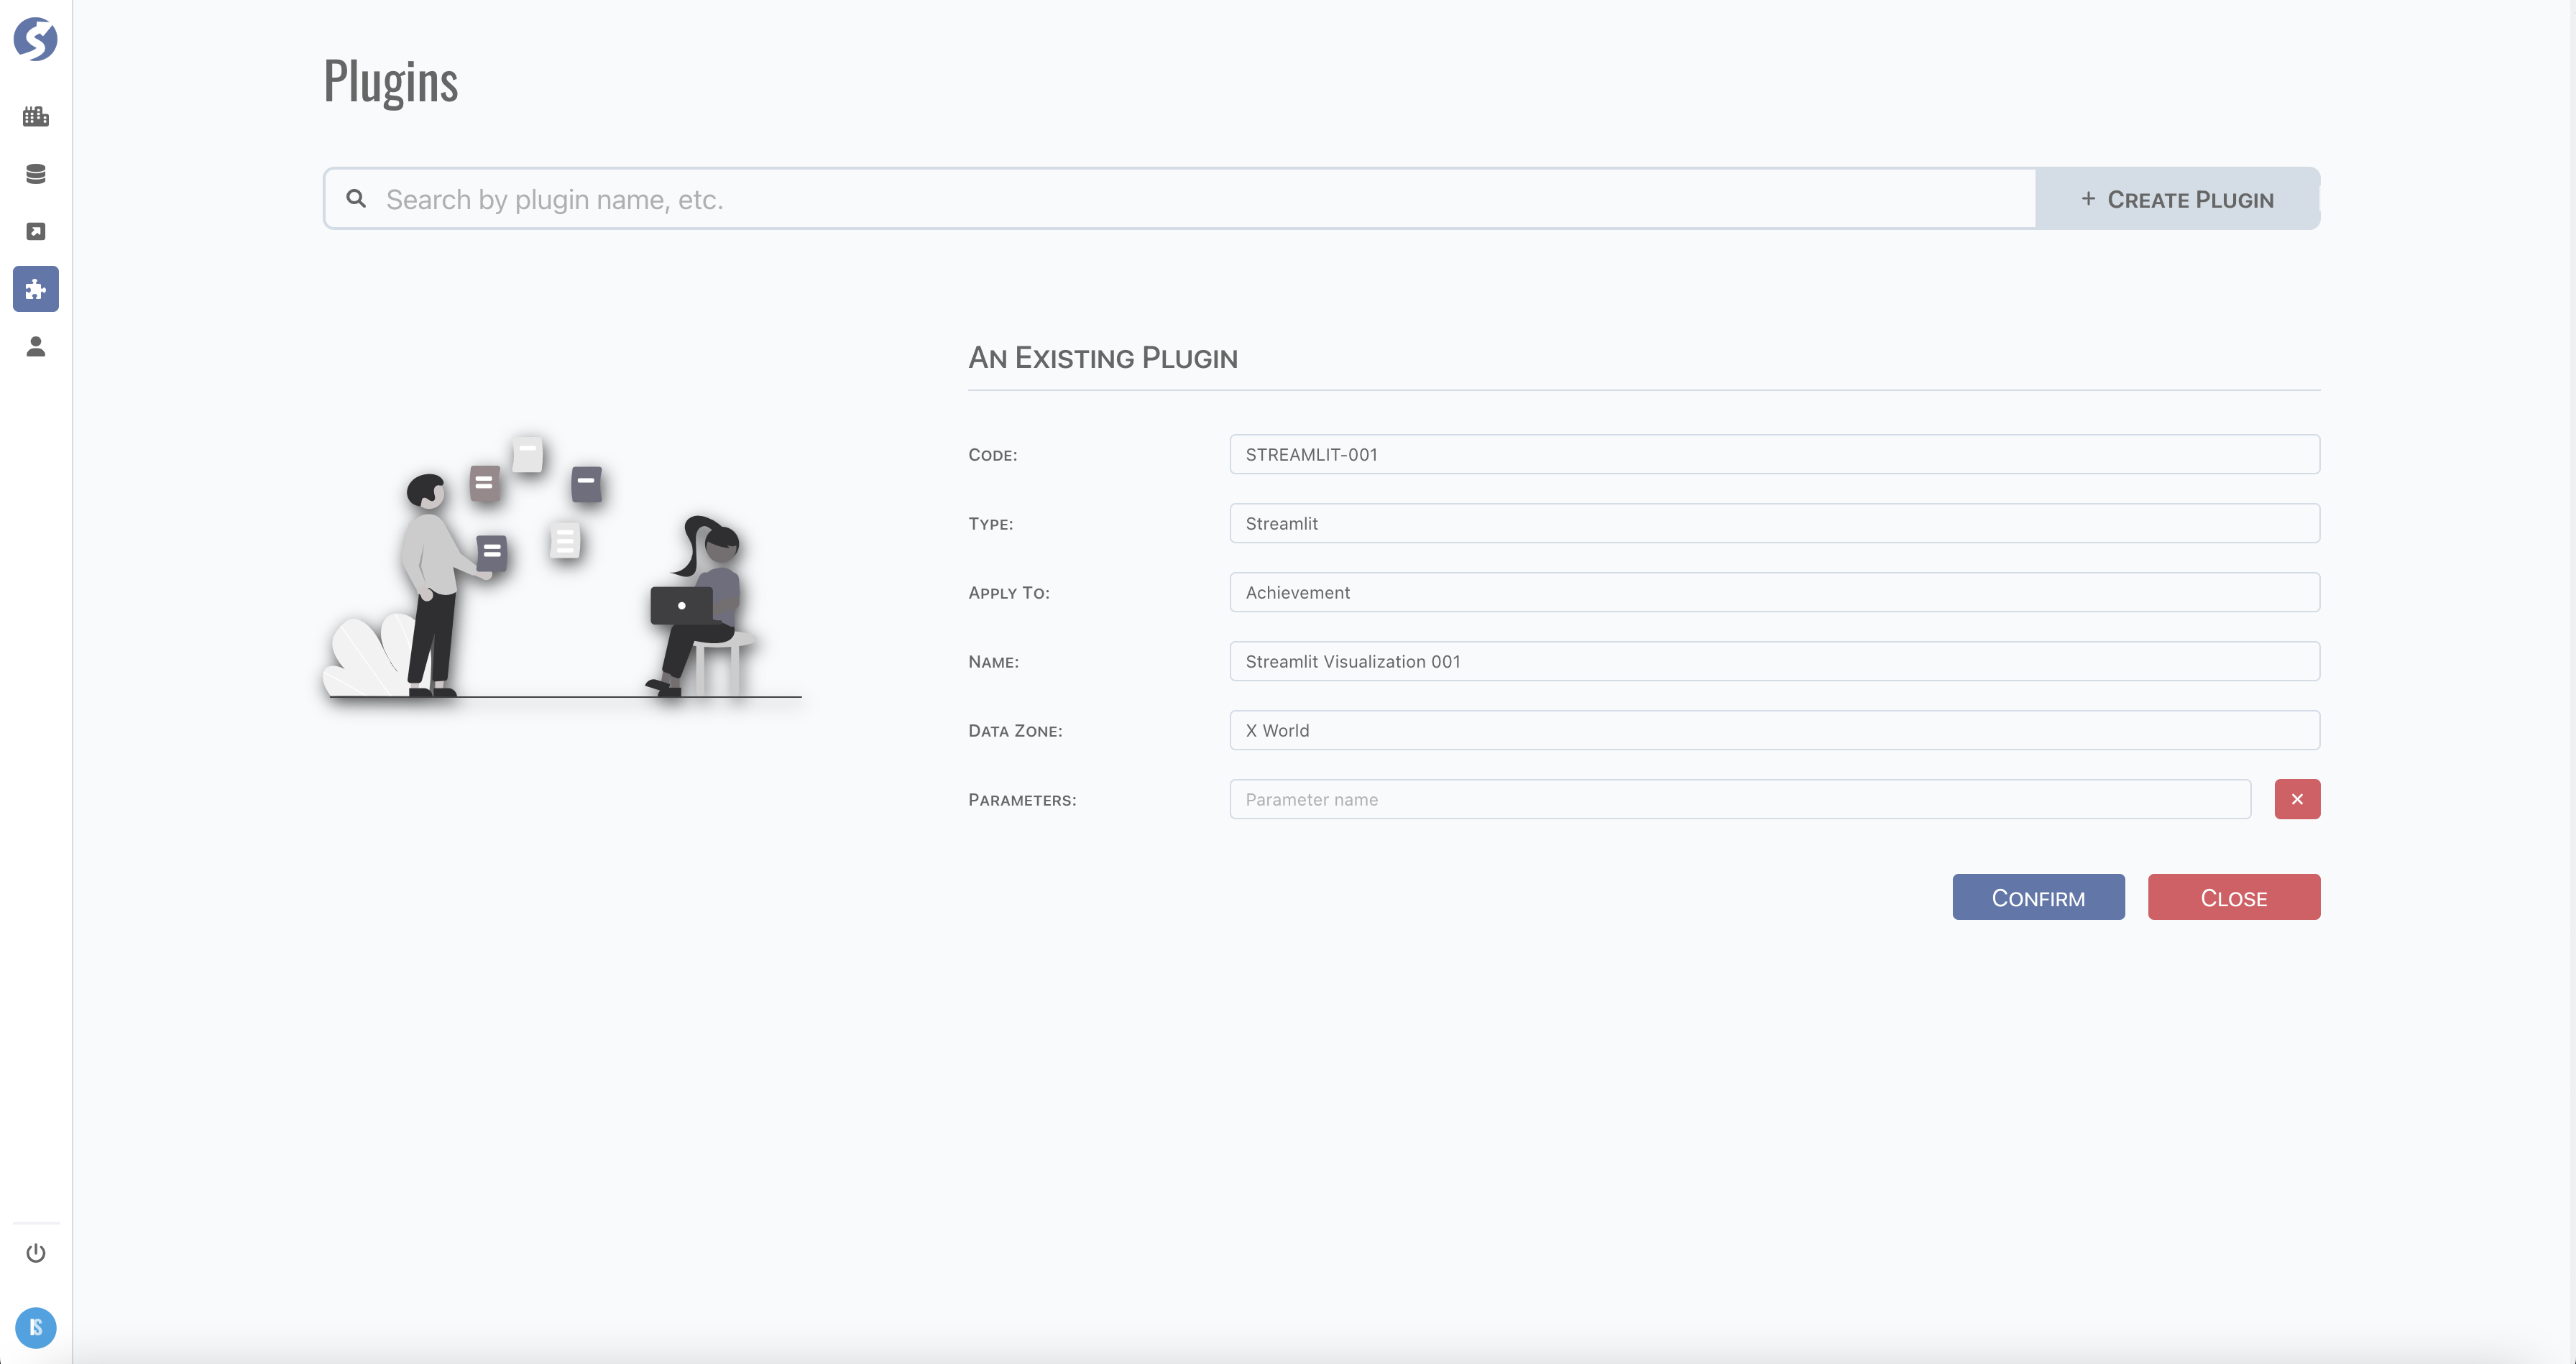 Plugins
Search by plugin name, etc.
+ Create Plugin
An Existing Plugin
Code: STREAMLIT-001
Type: Streamlit
Apply To: Achievement
Name: Streamlit Visualization 001
Data Zone: X World
Parameters: Parameter name
Confirm Close
IS